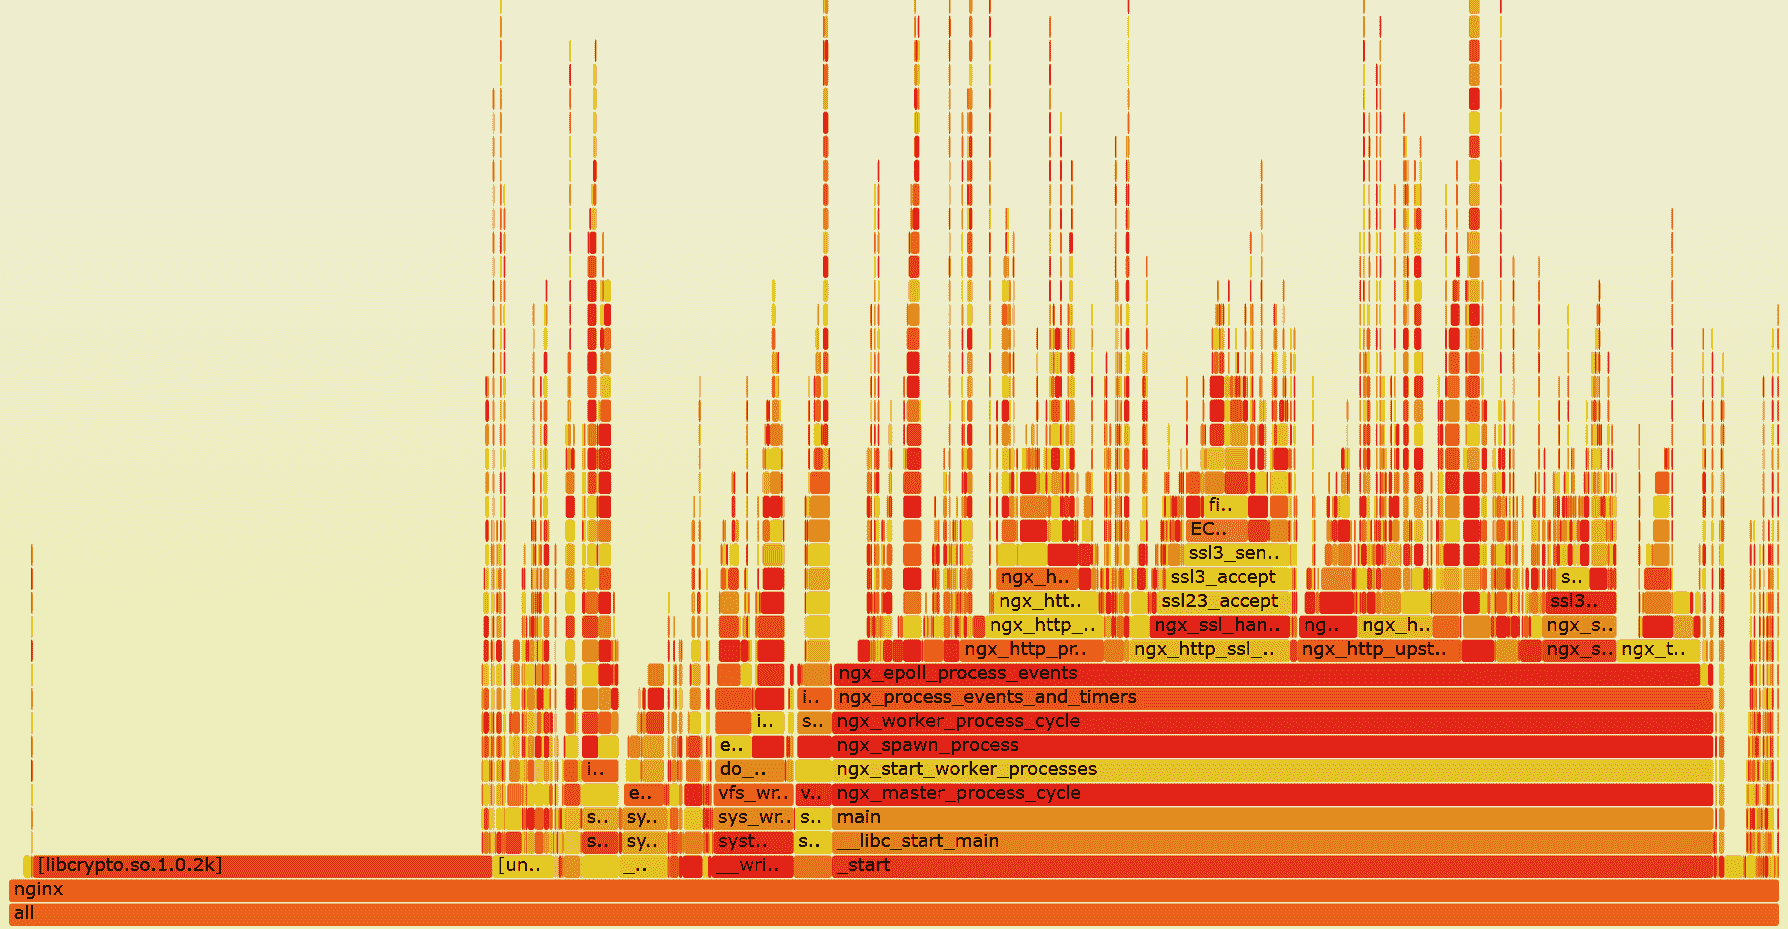 fi..
EC..
ssl3_sen..
ngx_h.. ssl3_accept s..
ngx_htt.. ssl23_accept ssl3..
ngx_http_.. ngx_ssl_han.. ng.. ngx_h.. ngx_s..
ngx_http_pr.. ngx_http_ssl_.. ngx_http_upst.. ngx_s.. ngx_t..
ngx_epoll_process_events
i.. ngx_process_events_and_timers
i.. s.. ngx_worker_process_cycle
e.. ngx_spawn_process
i.. do_.. ngx_start_worker_processes
e.. vfs_wr.. v.. ngx_master_process_cycle
s.. sy.. sys_wr.. s.. main
s.. sy.. syst.. s.. __libc_start_main
[libcrypto.so.1.0.2k] [un.. _.. __wri.. _start
nginx
all